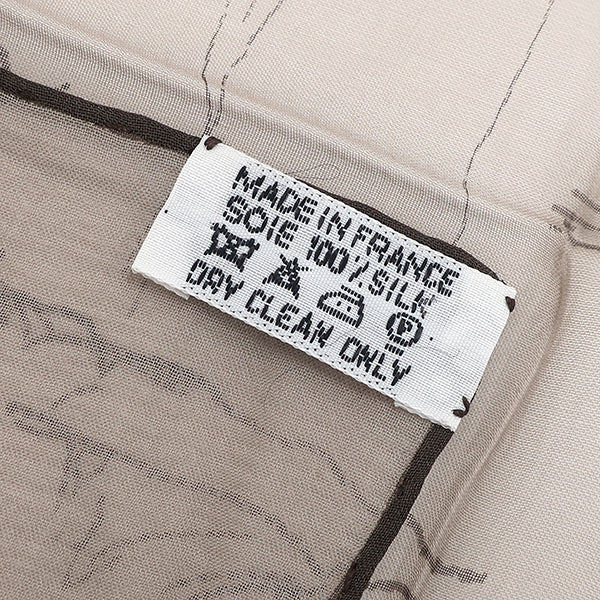 MADE IN FRANCE
SOIE 100% SILK
P
DRY CLEAN ONLY